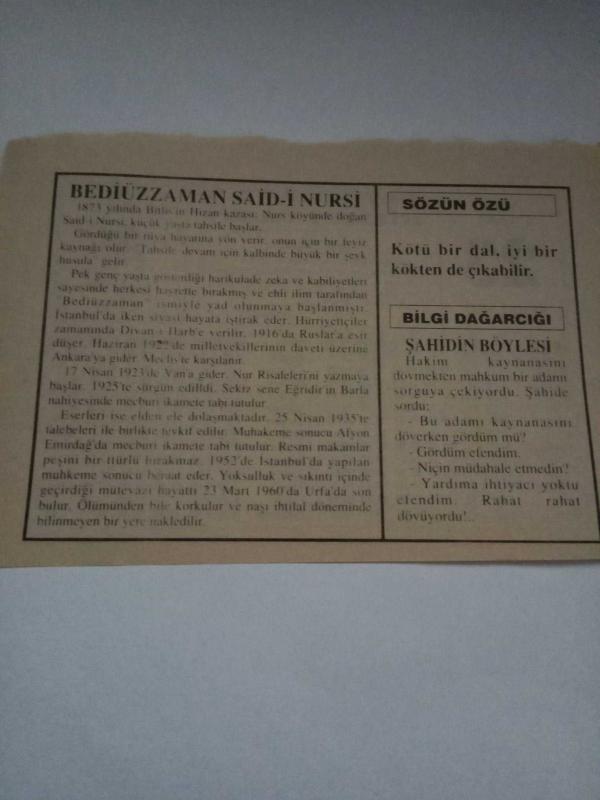 BEDİÜZZAMAN SAİD-İ NURSİ
1873 yılında Bitlis'in Hizan kazası. Nurs köyünde doğan
Said-i Nursi, küçük yaşta tahsile başlar.
Gördüğü bir rüya hayatına yön verir, onun için bir feyiz
kaynağı olur. "Tahsile devam için kalbinde büyük bir şevk
husula" gelir.
Pek genç yaşta gösterdiği harikulade zeka ve kabiliyetleri
sayesinde herkesi hayrette bırakmış ve ehli ilim tarafından
"Bediüzzaman" ismiyle yad olunmaya başlanmıştı.
İstanbul'da iken siyasi hayata iştirak eder. Hürriyetçiler
zamanında Divan-ı Harb'e verilir. 1916'da Ruslar'a esir
düşer. Haziran 1922'de milletvekillerinin daveti üzerine
Ankara'ya gider. Meclis'te karşılanır.
17 Nisan 1923'de Van'a gider. Nur Risaleleri'ni yazmaya
başlar. 1925'te sürgün edilldi. Sekiz sene Eğridir'in Barla
nahiyesinde mecburi ikamete tabi tutulur.
Eserleri ise elden ele dolaşmaktadır. 25 Nisan 1935'te
talebeleri ile birlikte tevkif edilir. Muhakeme sonucu Afyon
Emirdağ'da mecburi ikamete tabi tutulur. Resmi makamlar
peşini bir ttürlü bırakmaz. 1952'de İstanbul'da yapılan
muhkeme sonucu beraat eder. Yoksulluk ve sıkıntı içinde
geçirdiği mütevazi hayattı 23 Mart 1960'da Urfa'da son
bulur. Ölümünden bile korkulur ve naşı ihtilal döneminde
bilinmeyen bir yere nakledilir.
SÖZÜN ÖZÜ
Kötü bir dal, iyi bir
kökten de çıkabilir.
BİLGİ DAĞARCIĞI
ŞAHİDİN BÖYLESİ
Hakim kaynanasını
dövmekten mahkum bir adamı
sorguya çekiyordu. Şahide
sordu:
- Bu adamı kaynanasını
döverken gördüm mü?
- Gördüm efendim.
- Niçin müdahale etmedin?
- Yardıma ihtiyacı yoktu
efendim. Rahat rahat
dövüyordu!..